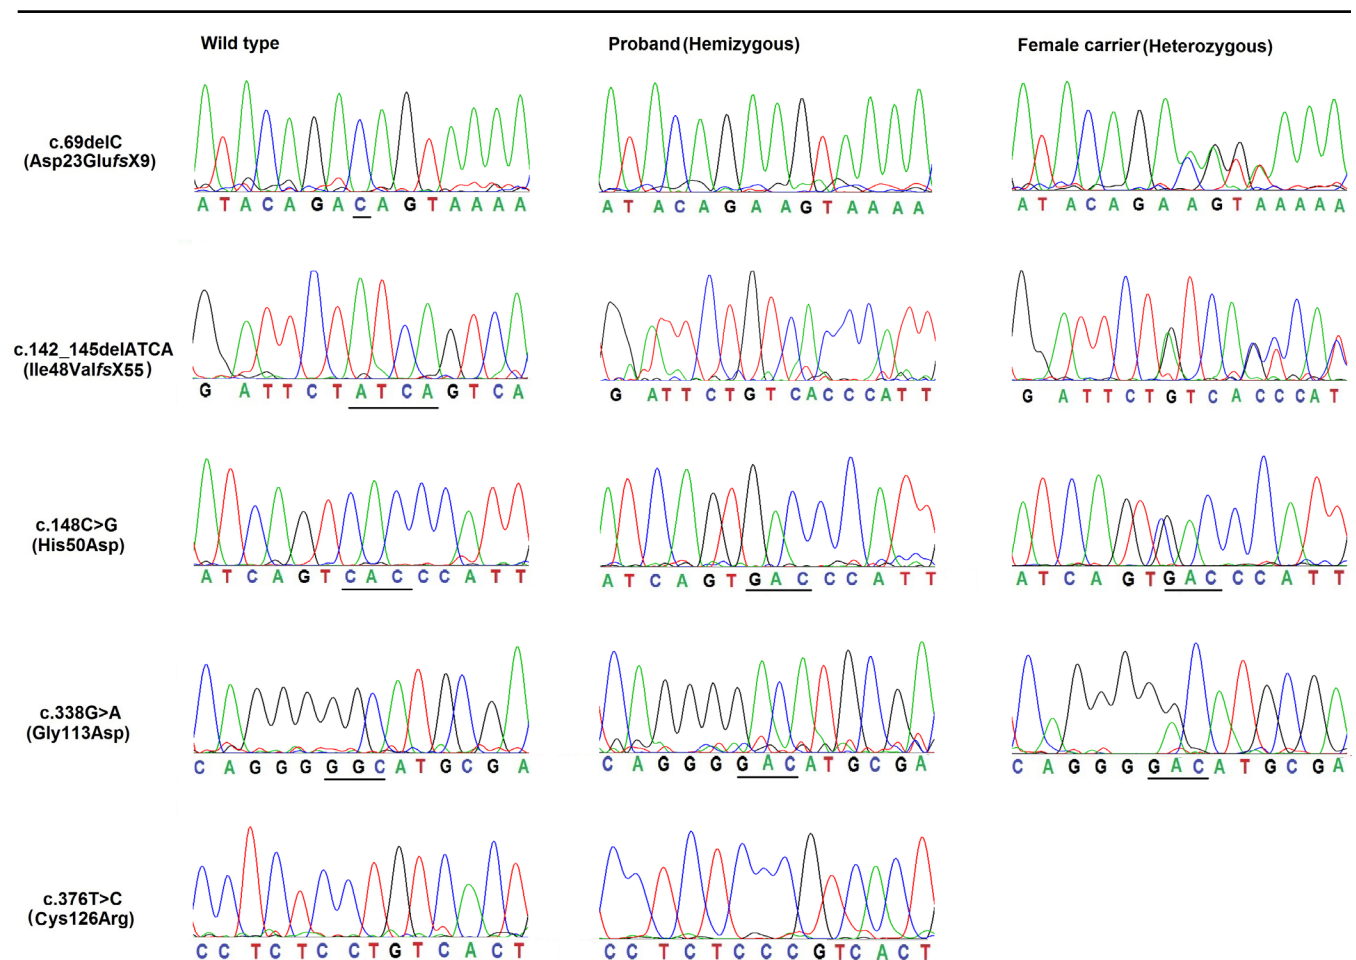 Wild type
Proband (Hemizygous)
Female carrier (Heterozygous)
c.69delC
(Asp23GlufsX9)
A T A C A G A C A G T A A A A
A T A C A G A A G T A A A A
A T A C A G A A G T A A A A A
c.142_145delATCA
(Ile48ValfsX55)
G A T T C T A T C A G T C A
G A T T C T G T C A C C C A T T
G A T T C T G T C A C C C A T
c.148C>G
(His50Asp)
A T C A G T C A C C C A T T
A T C A G T G A C C C A T T
A T C A G T G A C C C A T T
c.338G>A
(Gly113Asp)
C A G G G G G C A T G C G A
C A G G G G A C A T G C G A
C A G G G G A C A T G C G A
c.376T>C
(Cys126Arg)
C C T C T C C T G T C A C T
C C T C T C C C G T C A C T